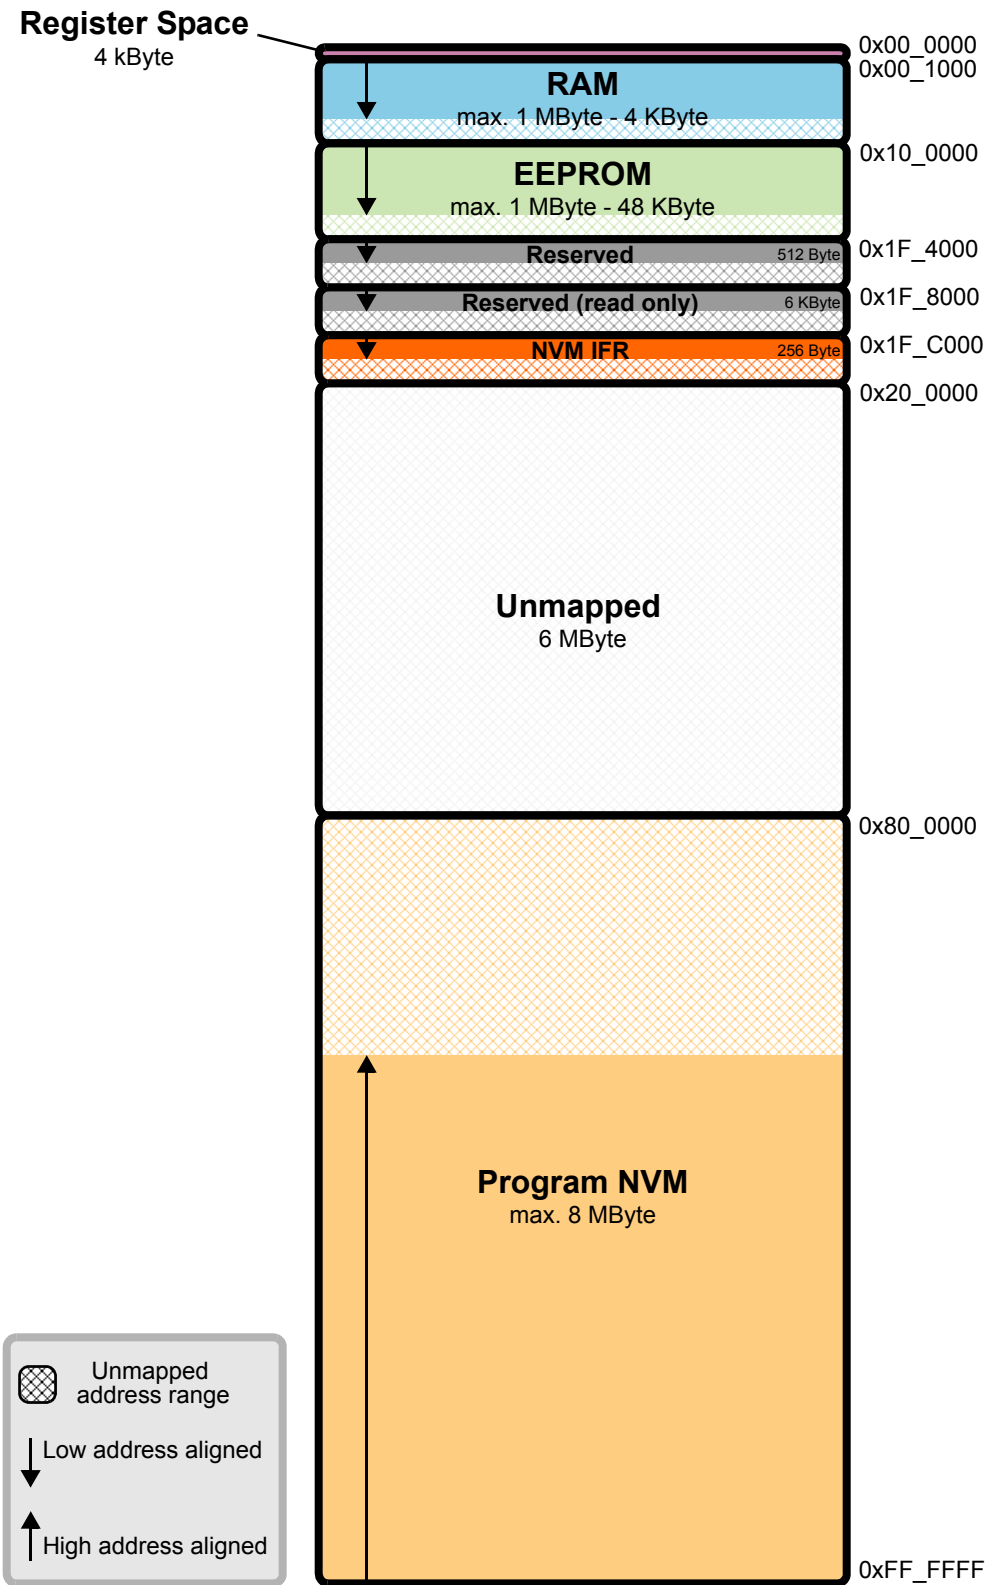 Register Space
4 kByte
0x00_0000
0x00_1000
RAM
max. 1 MByte - 4 KByte
0x10_0000
EEPROM
max. 1 MByte - 48 KByte
Reserved
512 Byte
0x1F_4000
Reserved (read only)
6 KByte
0x1F_8000
NVM IFR
256 Byte
0x1F_C000
0x20_0000
Unmapped
6 MByte
0x80_0000
Program NVM
max. 8 MByte
Unmapped
address range
Low address aligned
High address aligned
0xFF_FFFF